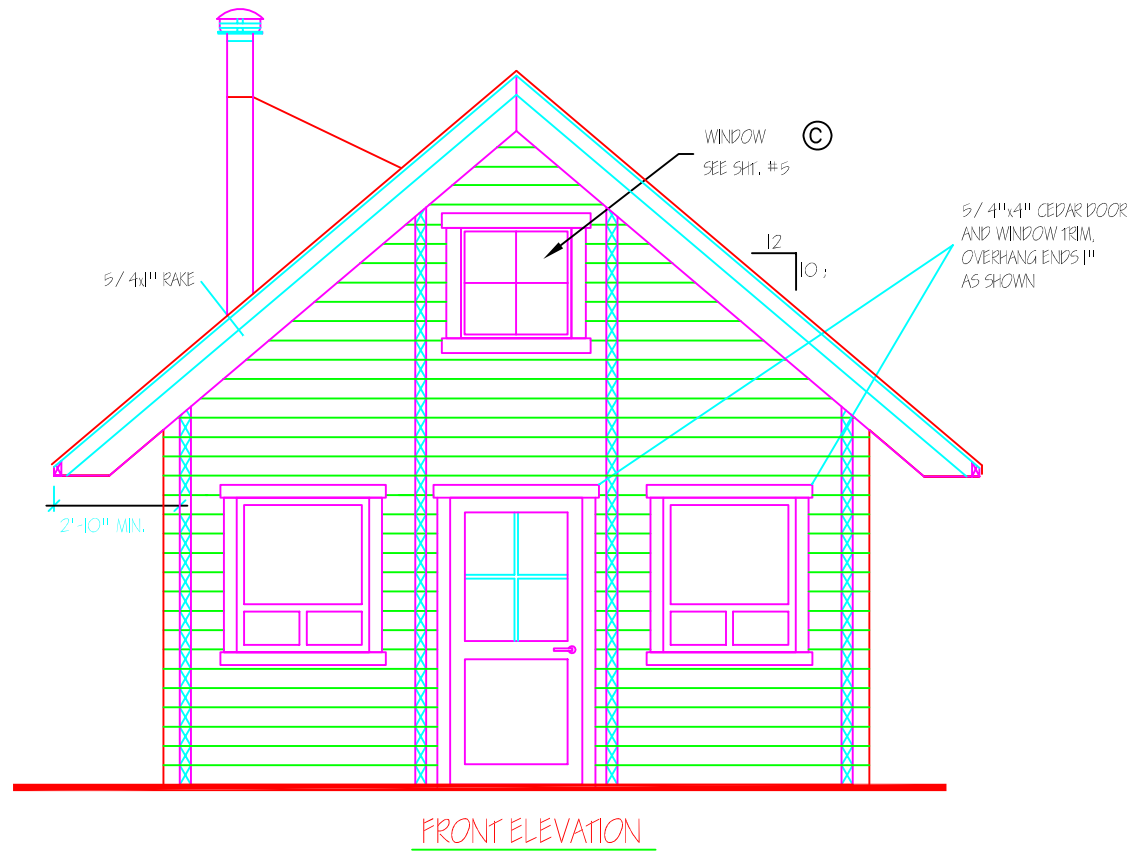 WINDOW
C
SEE SHT. #5
5/4"x4" CEDAR DOOR
AND WINDOW TRIM,
OVERHANG ENDS 1"
AS SHOWN
12
10 ;
5/4x1" RAKE
2'-10" MIN.
FRONT ELEVATION